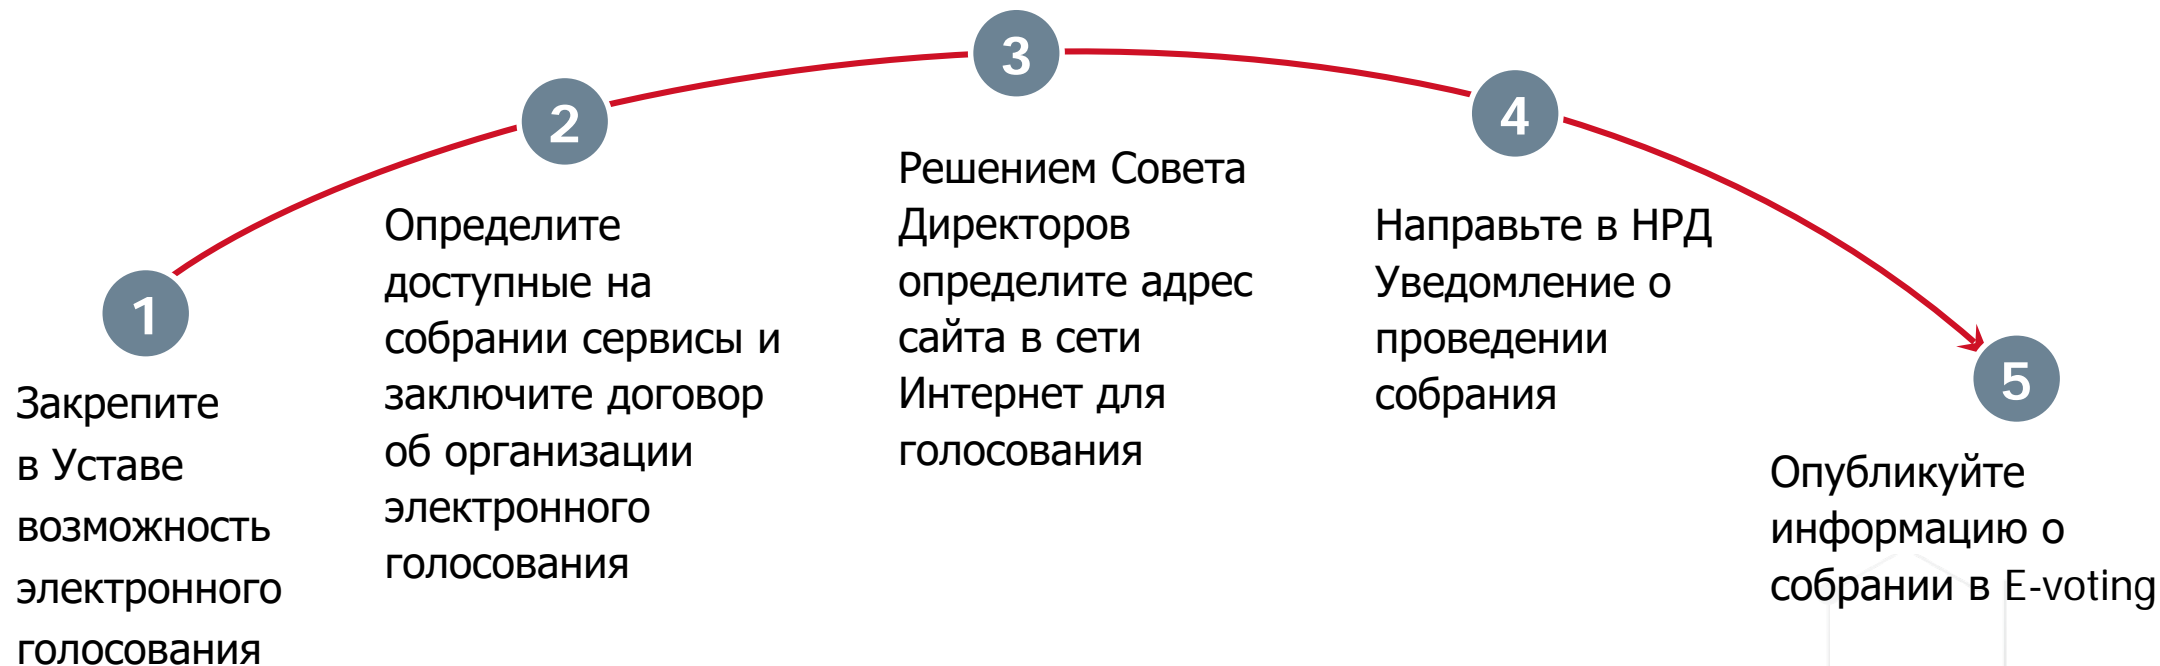 1
Закрепите
в Уставе
возможность
электронного
голосования
2
Определите
доступные на
собрании сервисы и
заключите договор
об организации
электронного
голосования
3
Решением Совета
Директоров
определите адрес
сайта в сети
Интернет для
голосования
4
Направьте в НРД
Уведомление о
проведении
собрания
5
Опубликуйте
информацию о
собрании в E-voting